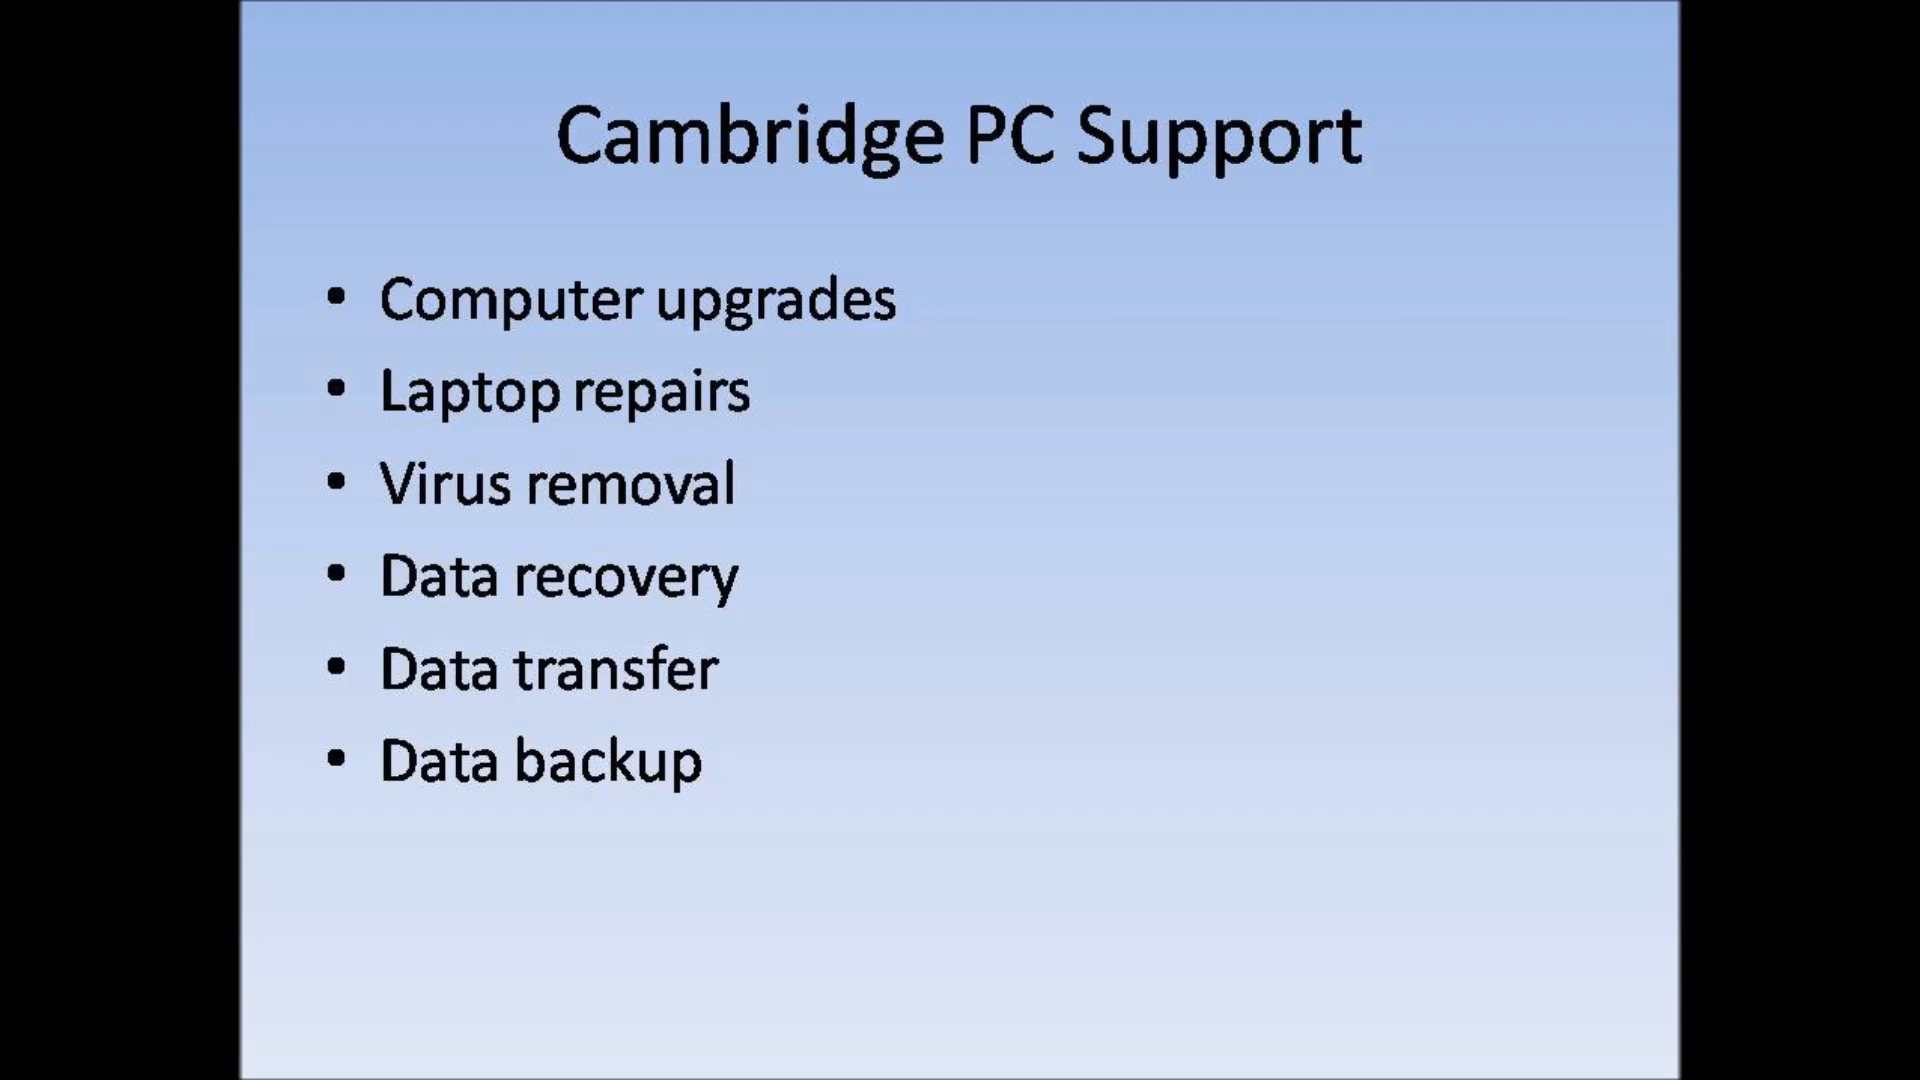 Cambridge PC Support
• Computer upgrades
• Laptop repairs
• Virus removal
• Data recovery
• Data transfer
• Data backup